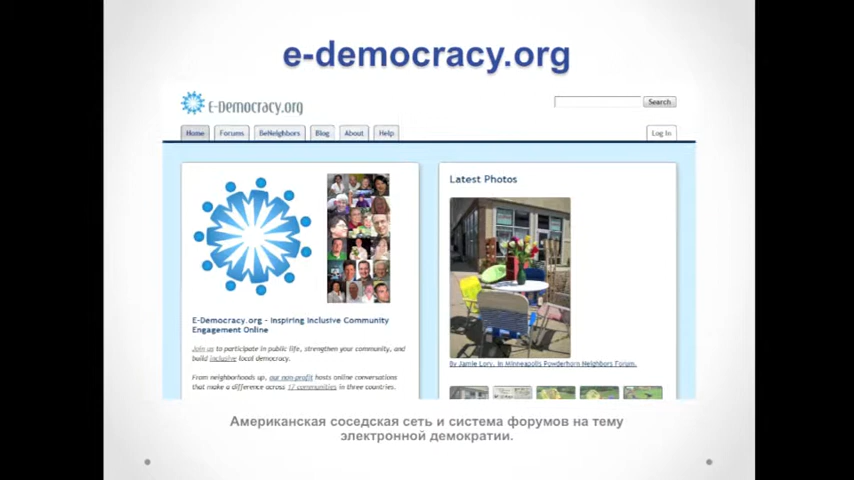 e-democracy.org
E-Democracy.org
Search
Home
Forums
BeNeighbors
Blog
About
Help
Log In
E-Democracy.org - Inspiring Inclusive Community
Engagement Online
Join us to participate in public life, strengthen your community, and
build inclusive local democracy.
From neighborhoods up, our non-profit hosts online conversations
that make a difference across 17 communities in three countries.
Latest Photos
By Jamie Lory, in Minneapolis Powderhorn Neighbors Forum.
Американская соседская сеть и система форумов на тему
электронной демократии.